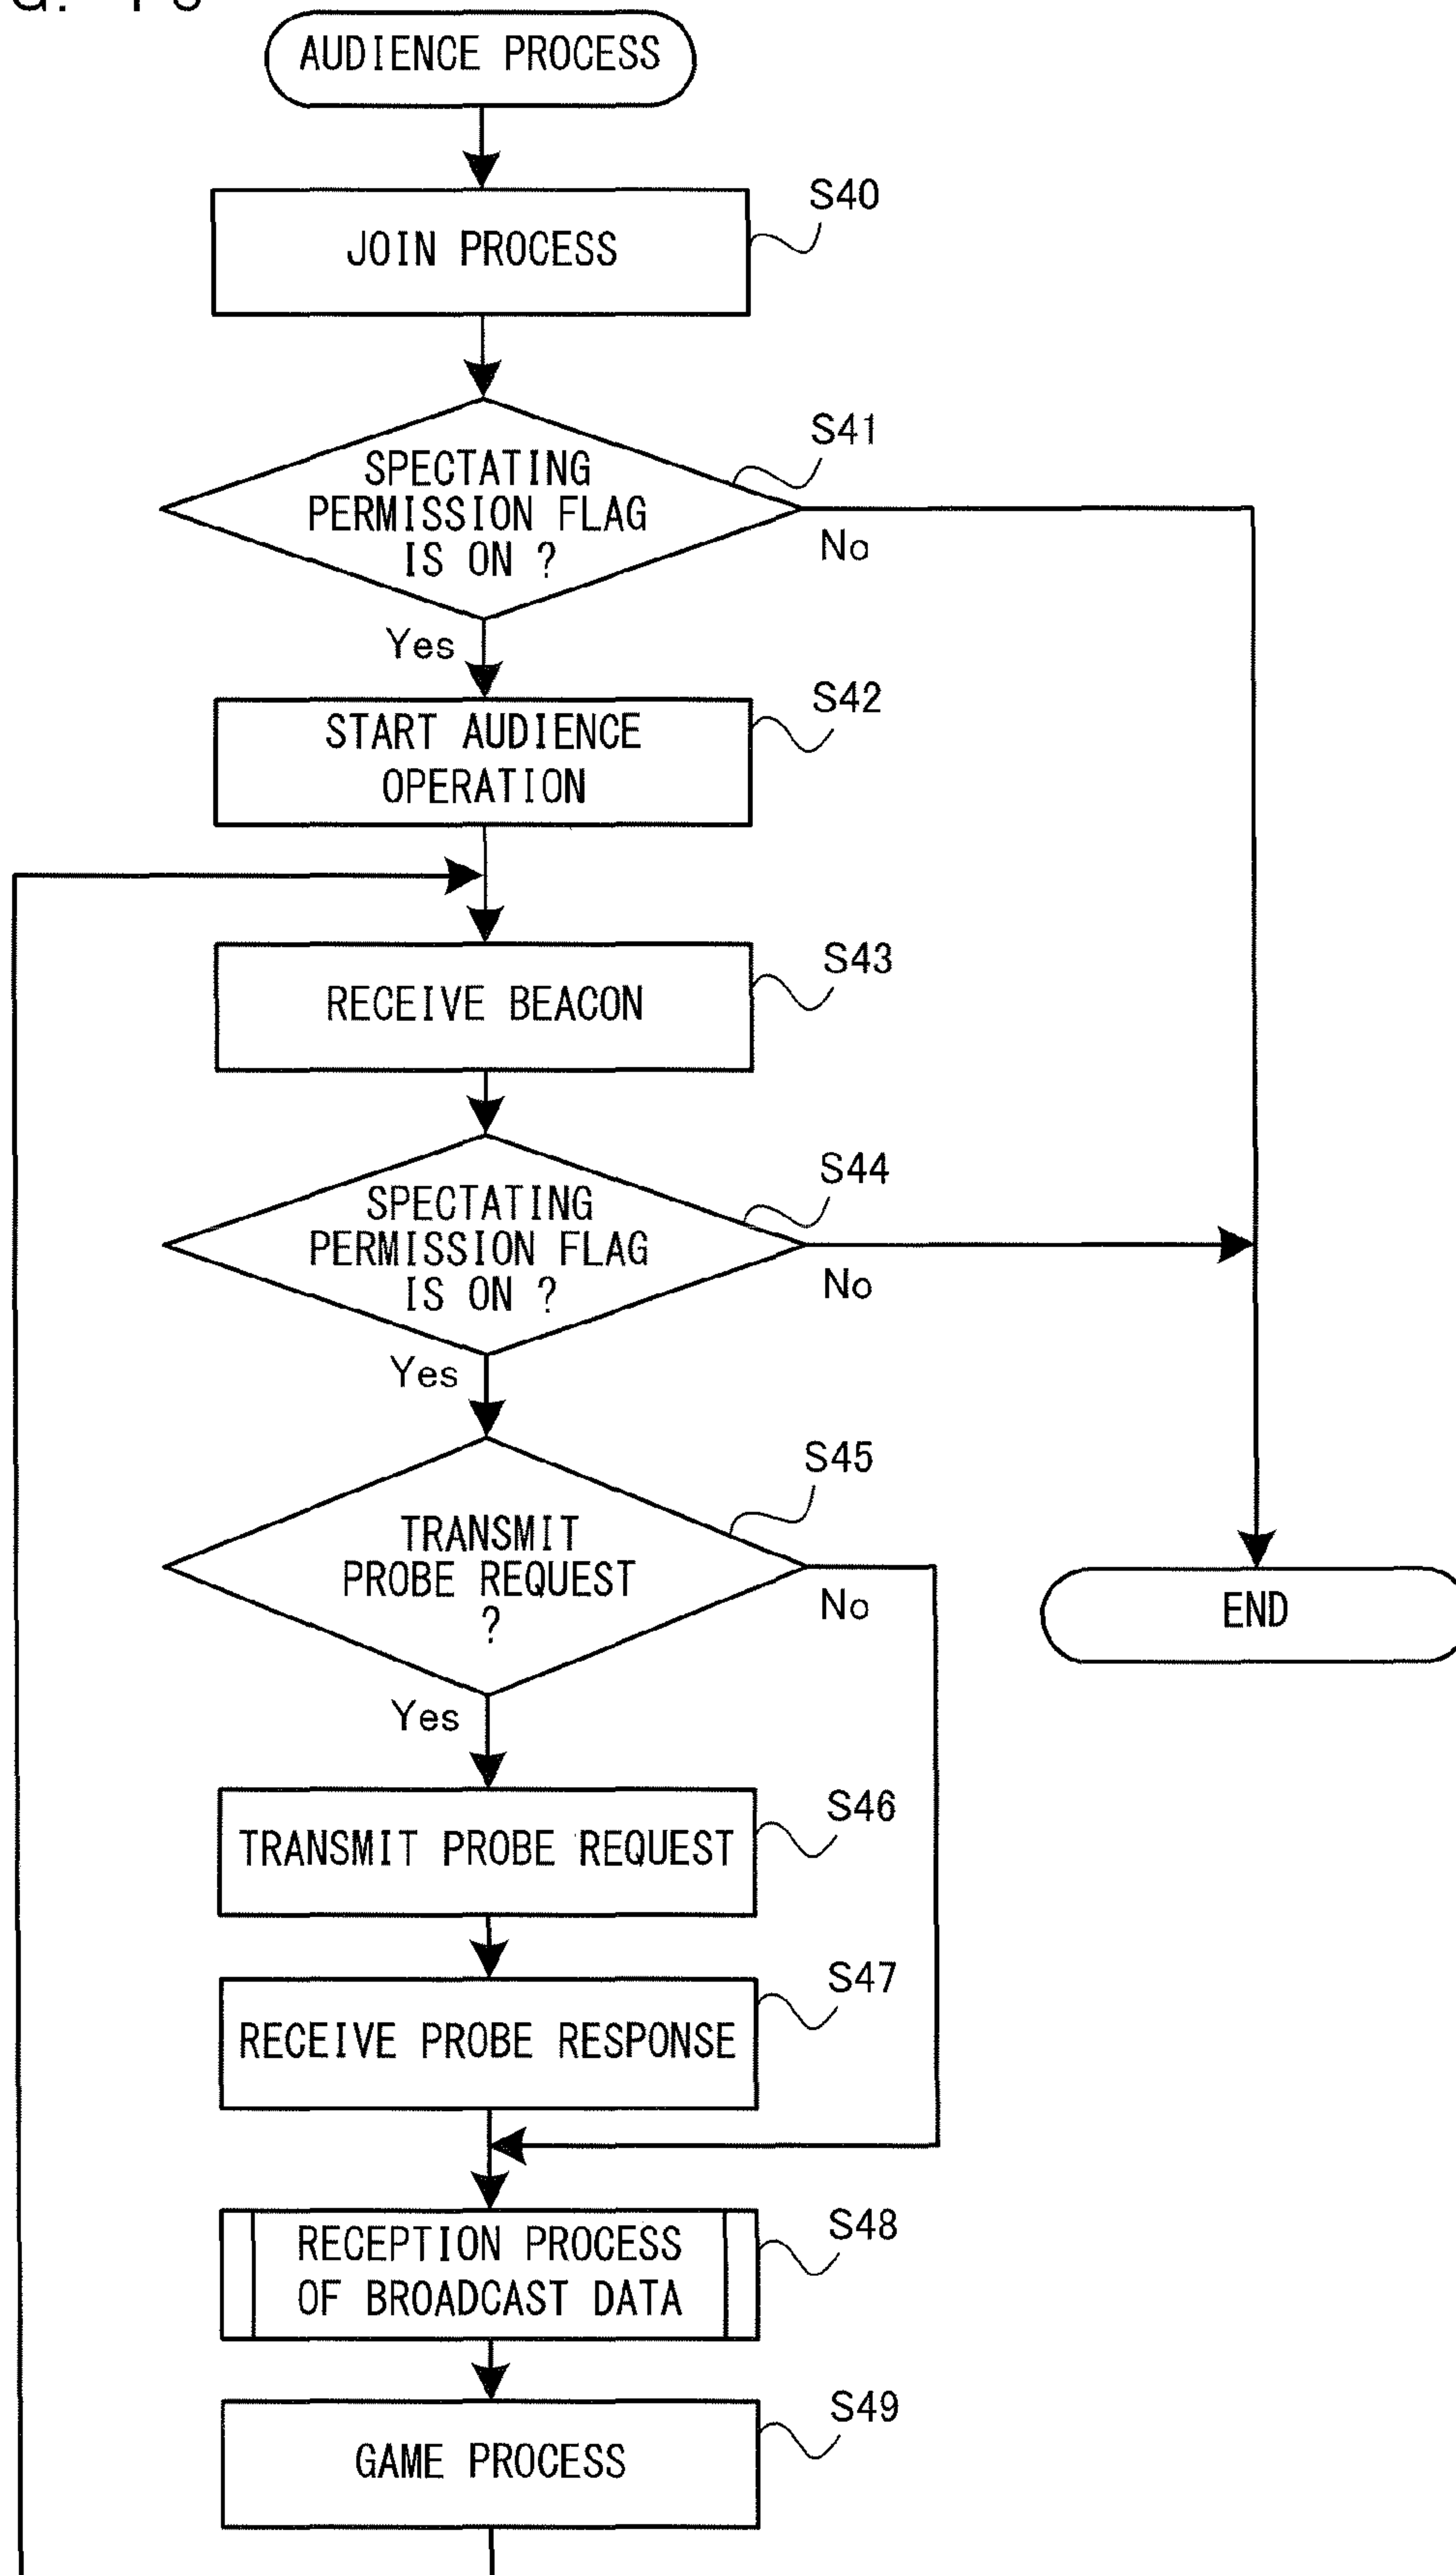 AUDIENCE PROCESS
S40
JOIN PROCESS
S41
SPECTATING
PERMISSION FLAG
IS ON ?
No
Yes
S42
START AUDIENCE
OPERATION
S43
RECEIVE BEACON
S44
SPECTATING
PERMISSION FLAG
IS ON ?
No
Yes
S45
TRANSMIT
PROBE REQUEST
?
No
END
Yes
S46
TRANSMIT PROBE REQUEST
S47
RECEIVE PROBE RESPONSE
S48
RECEPTION PROCESS
OF BROADCAST DATA
S49
GAME PROCESS